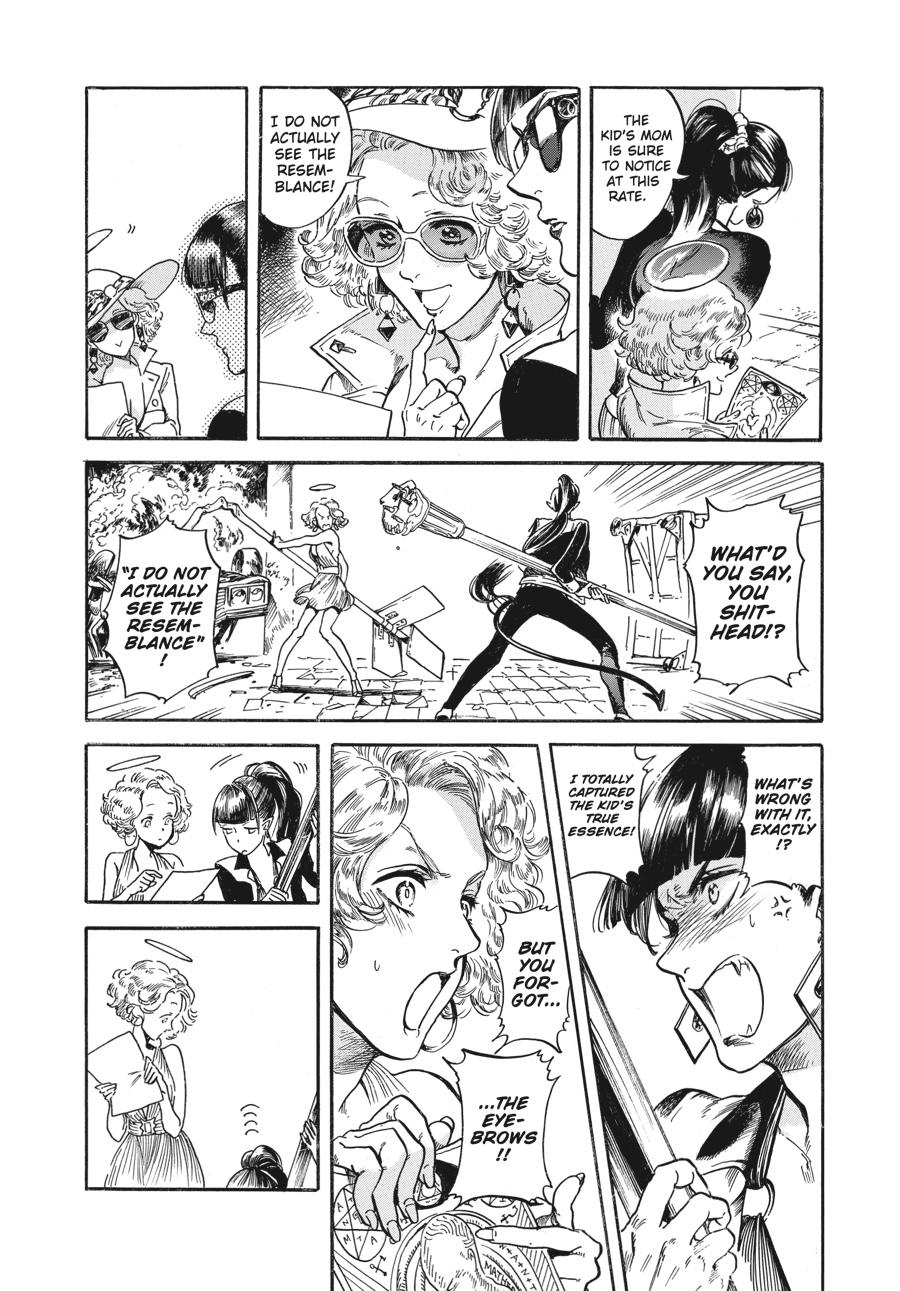 THE
KID'S MOM
IS SURE
TO NOTICE
AT THIS
RATE.
I DO NOT
ACTUALLY
SEE THE
RESEM-
BLANCE!
WHAT'D
YOU SAY,
YOU
SHIT-
HEAD!?
"I DO NOT
ACTUALLY
SEE THE
RESEM-
BLANCE"
!
WHAT'S
WRONG
WITH IT,
EXACTLY
!?
I TOTALLY
CAPTURED
THE KID'S
TRUE
ESSENCE!
BUT
YOU
FOR-
GOT...
...THE
EYE-
BROWS
!!